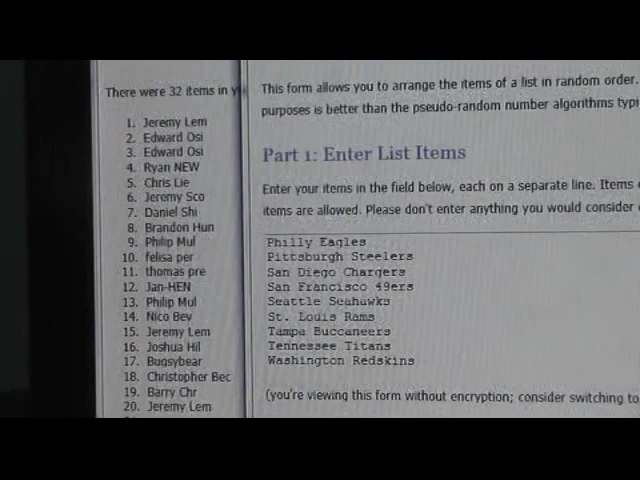 There were 32 items in
1. Jeremy Lem
2. Edward Osi
3. Edward Osi
4. Ryan NEW
5. Chris Lie
6. Jeremy Sco
7. Daniel Shi
8. Brandon Hun
9. Philip Mul
10. felisa per
11. thomas pre
12. Jan-HEN
13. Philip Mul
14. Nico Bev
15. Jeremy Lem
16. Joshua Hil
17. Bugsybear
18. Christopher Bec
19. Barry Chr
20. Jeremy Lem
This form allows you to arrange the items of a list in random order.
purposes is better than the pseudo-random number algorithms typi
Part 1: Enter List Items
Enter your items in the field below, each on a separate line. Items
items are allowed. Please don't enter anything you would consider
Philly Eagles
Pittsburgh Steelers
San Diego Chargers
San Francisco 49ers
Seattle Seahawks
St. Louis Rams
Tampa Buccaneers
Tennessee Titans
Washington Redskins
(you're viewing this form without encryption; consider switching to